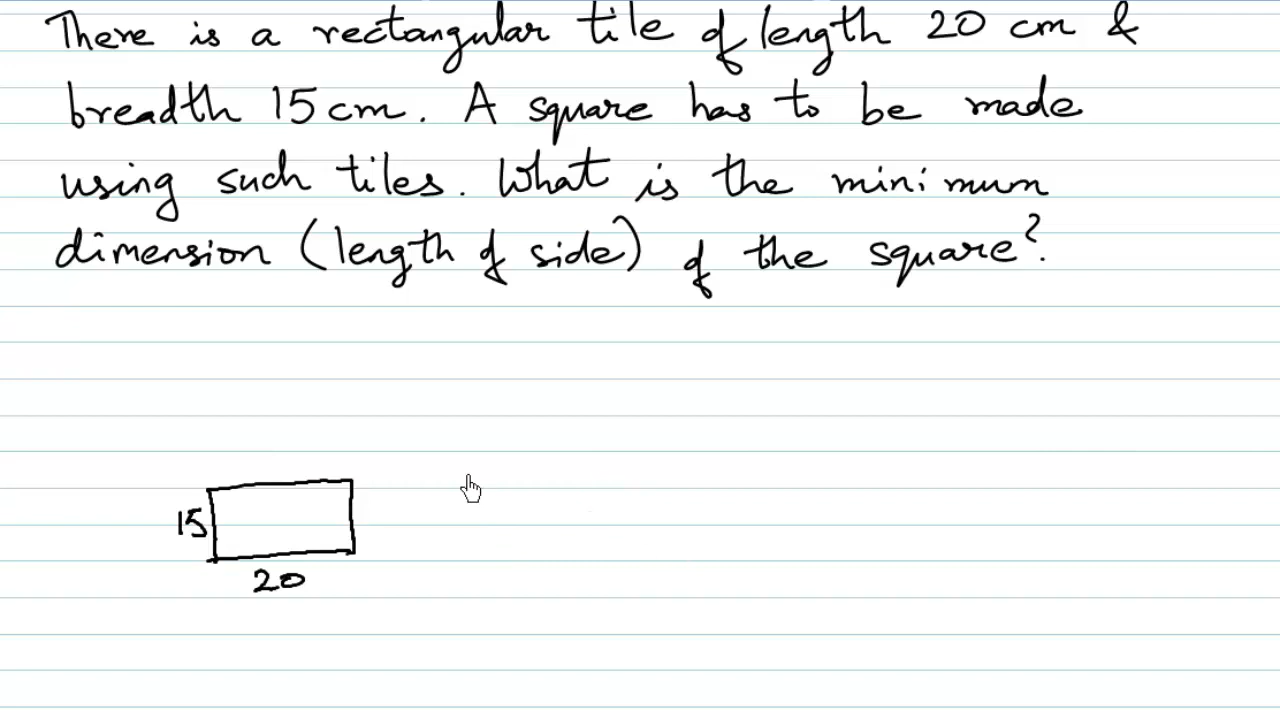 There is a rectangular tile of length 20 cm &
breadth 15 cm. A square has to be made
using such tiles. What is the minimum
dimension (length of side) of the square?
15
20